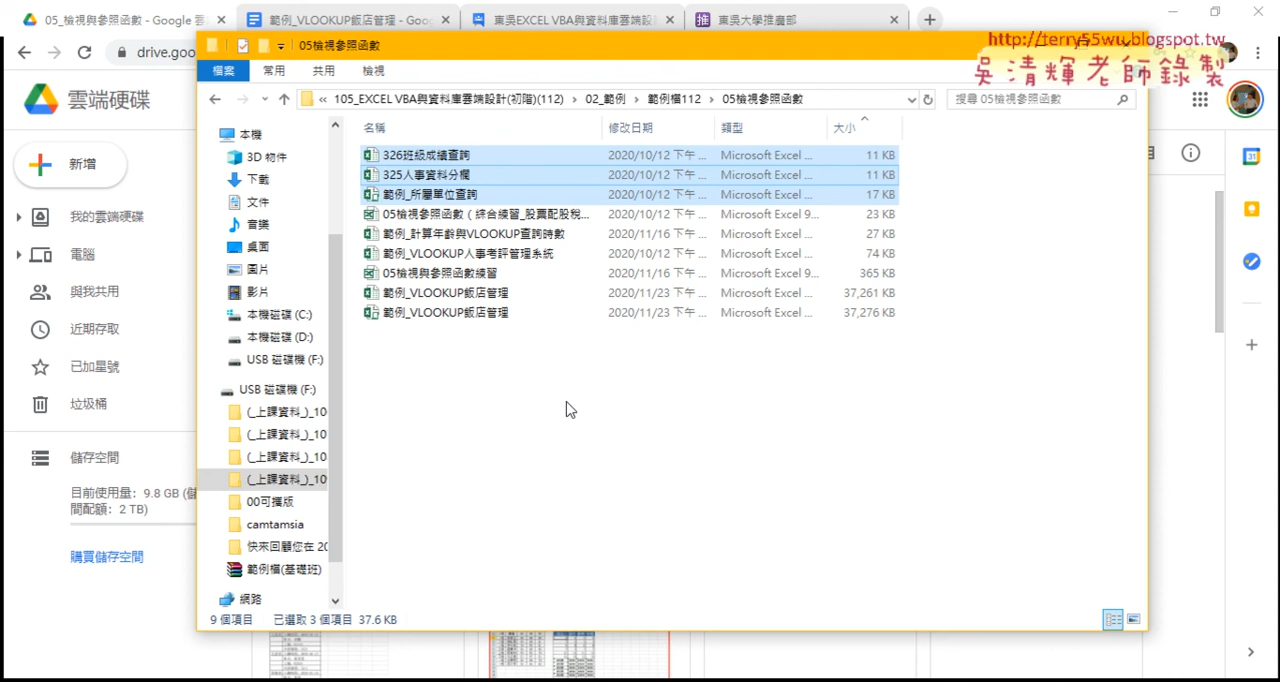 05_檢視參照函數 - Google 雲
範例_VLOOKUP飯店管理 - Goo
東吳EXCEL VBA與資料庫雲端設
東吳大學推廣部
drive.goo
05檢視參照函數
http://terry55wu.blogspot.tw
吳清輝老師錄製
檔案
常用
共用
檢視
« 105_EXCEL VBA與資料庫雲端設計(初階)(112) › 02_範例 › 範例檔112 › 05檢視參照函數
搜尋 05檢視參照函數
雲端硬碟
新增
我的雲端硬碟
電腦
與我共用
近期存取
已加星號
垃圾桶
儲存空間
目前使用量：9.8 GB (儲
間配額：2 TB)
購買儲存空間
本機
3D 物件
下載
文件
音樂
桌面
圖片
影片
本機磁碟 (C:)
本機磁碟 (D:)
USB 磁碟機 (F:)
USB 磁碟機 (F:)
(_上課資料_)_10
(_上課資料_)_10
(_上課資料_)_10
(_上課資料_)_10
00可攜版
camtamsia
快來回顧您在 20
範例檔(基礎班)
網路
名稱 修改日期 類型 大小
326班級成績查詢 2020/10/12 下午 ... Microsoft Excel ... 11 KB
325人事資料分欄 2020/10/12 下午 ... Microsoft Excel ... 11 KB
範例_所屬單位查詢 2020/10/12 下午 ... Microsoft Excel ... 17 KB
05檢視參照函數（綜合練習_股票配股稅... 2020/10/12 下午 ... Microsoft Excel 9... 23 KB
範例_計算年齡與VLOOKUP查詢時數 2020/11/16 下午 ... Microsoft Excel ... 27 KB
範例_VLOOKUP人事考評管理系統 2020/10/12 下午 ... Microsoft Excel ... 74 KB
05檢視與參照函數練習 2020/11/16 下午 ... Microsoft Excel 9... 365 KB
範例_VLOOKUP飯店管理 2020/11/23 下午 ... Microsoft Excel ... 37,261 KB
範例_VLOOKUP飯店管理 2020/11/23 下午 ... Microsoft Excel ... 37,276 KB
9 個項目 已選取 3 個項目 37.6 KB
31